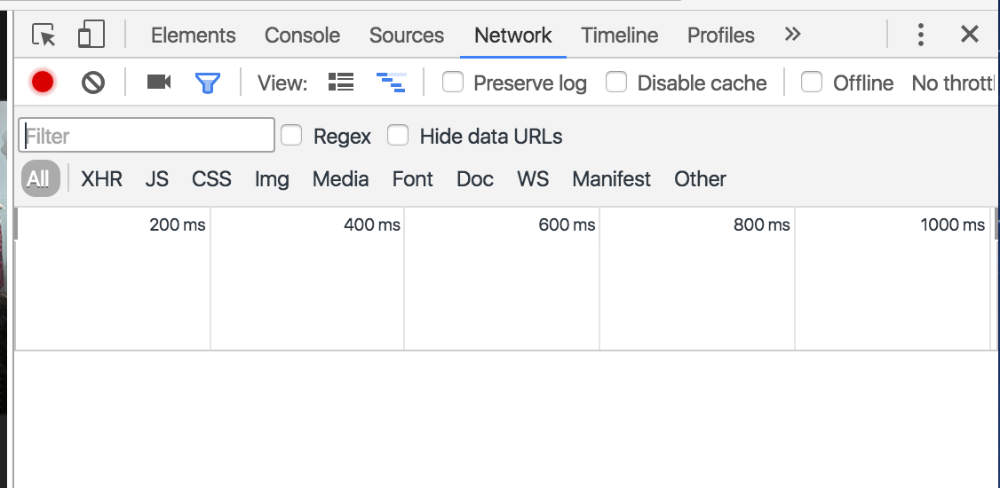 Elements Console Sources Network Timeline Profiles »
View: Preserve log Disable cache Offline No thrott
Filter Regex Hide data URLs
All XHR JS CSS Img Media Font Doc WS Manifest Other
200 ms 400 ms 600 ms 800 ms 1000 ms